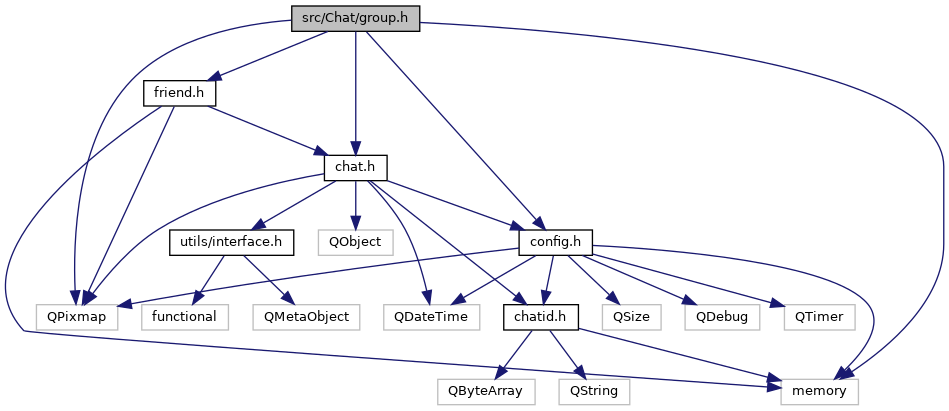 src/Chat/group.h
friend.h
chat.h
utils/interface.h
QObject
config.h
QPixmap
functional
QMetaObject
QDateTime
chatid.h
QSize
QDebug
QTimer
QByteArray
QString
memory